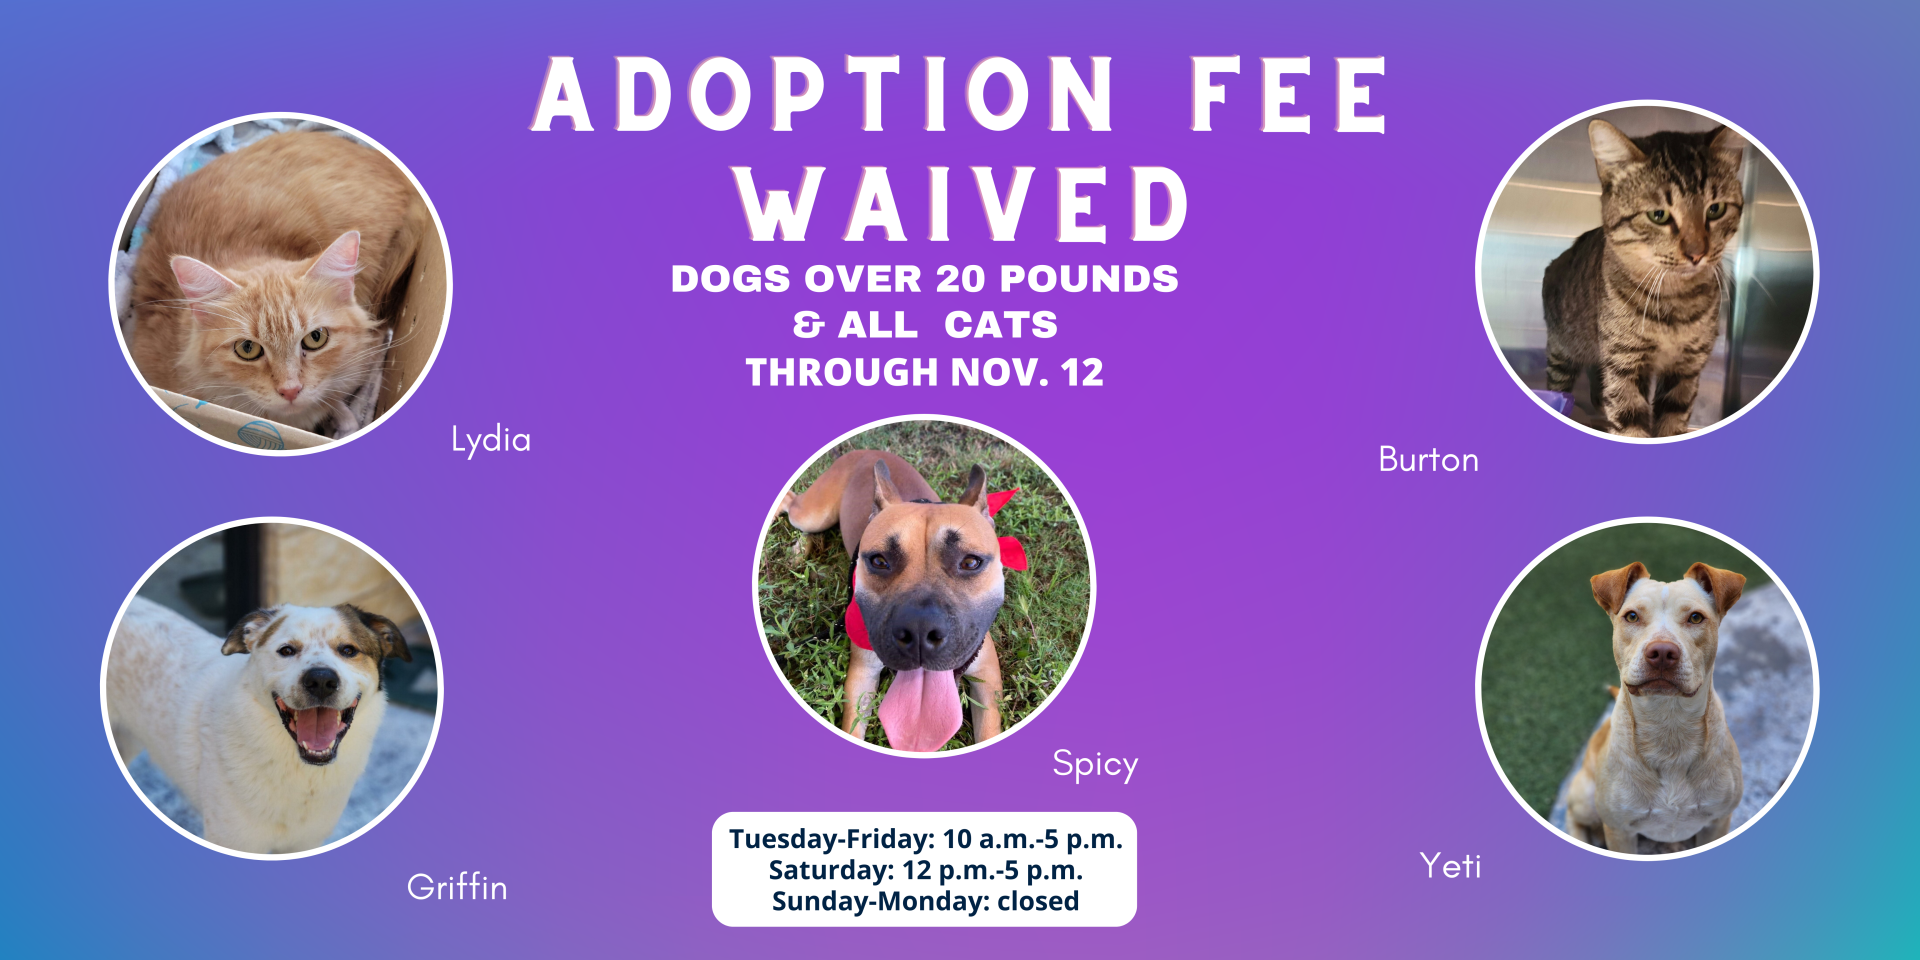 ADOPTION FEE
WAIVED
DOGS OVER 20 POUNDS
& ALL CATS
THROUGH NOV. 12
Lydia
Burton
Spicy
Griffin
Yeti
Tuesday-Friday: 10 a.m.-5 p.m.
Saturday: 12 p.m.-5 p.m.
Sunday-Monday: closed